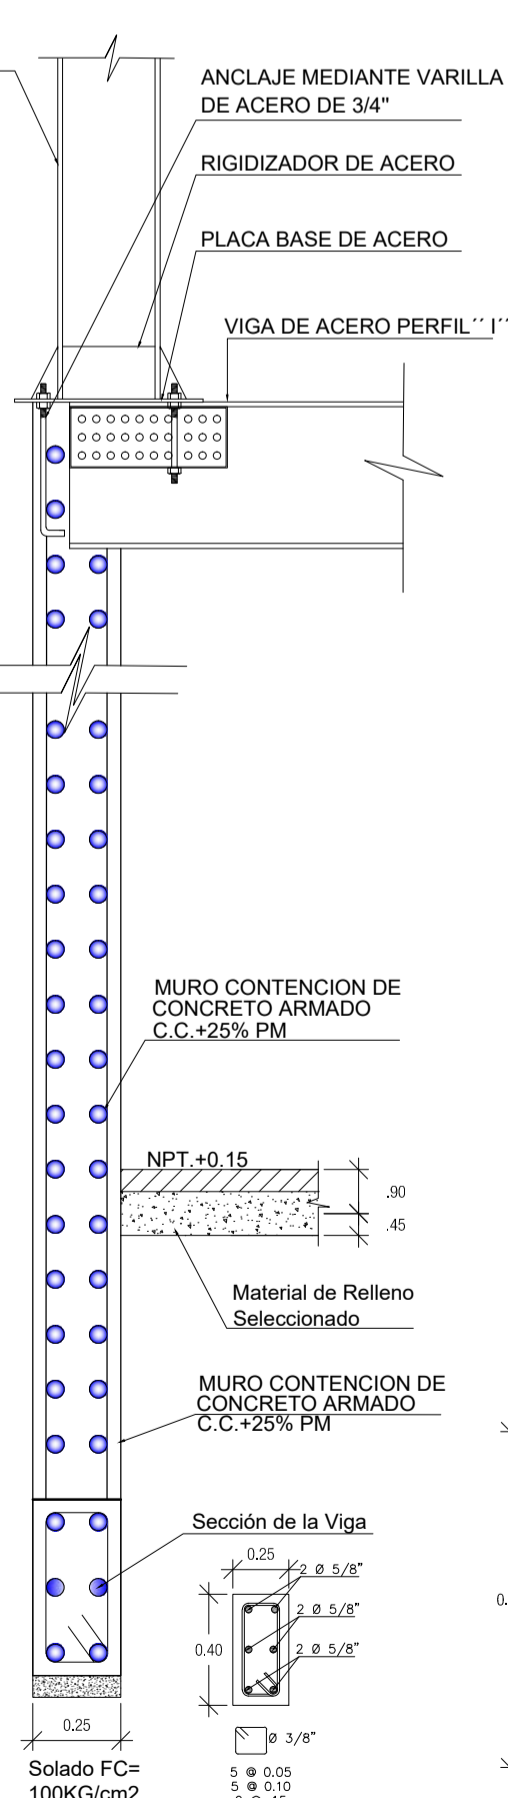 ANCLAJE MEDIANTE VARILLA
DE ACERO DE 3/4"
RIGIDIZADOR DE ACERO
PLACA BASE DE ACERO
VIGA DE ACERO PERFIL´´ I´´
MURO CONTENCION DE
CONCRETO ARMADO
C.C.+25% PM
NPT.+0.15
.90
.45
Material de Relleno
Seleccionado
MURO CONTENCION DE
CONCRETO ARMADO
C.C.+25% PM
Sección de la Viga
0.25
2 Ø 5/8"
2 Ø 5/8"
0.40
2 Ø 5/8"
0.25
Ø 3/8"
Solado FC=
100KG/cm2
5 @ 0.05
5 @ 0.10
0.